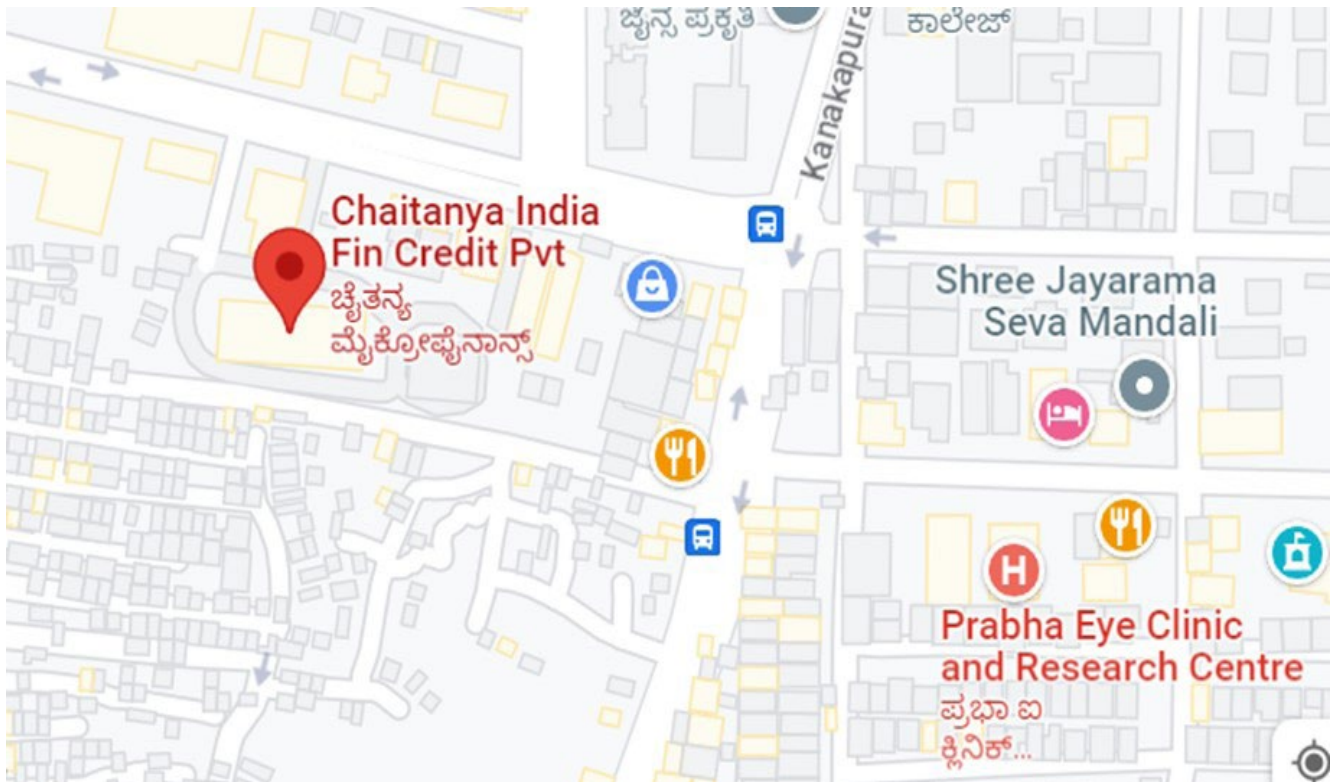 ಜೈನ್ಸ ಪ್ರಕೃತಿ
ಕಾಲೇಜ್
Kanakapura
Chaitanya India
Fin Credit Pvt
ಚೈತನ್ಯ
ಮೈಕ್ರೋಫೈನಾನ್ಸ್
Shree Jayarama
Seva Mandali
H
Prabha Eye Clinic
and Research Centre
ಪ್ರಭಾ ಐ
ಕ್ಲಿನಿಕ್...